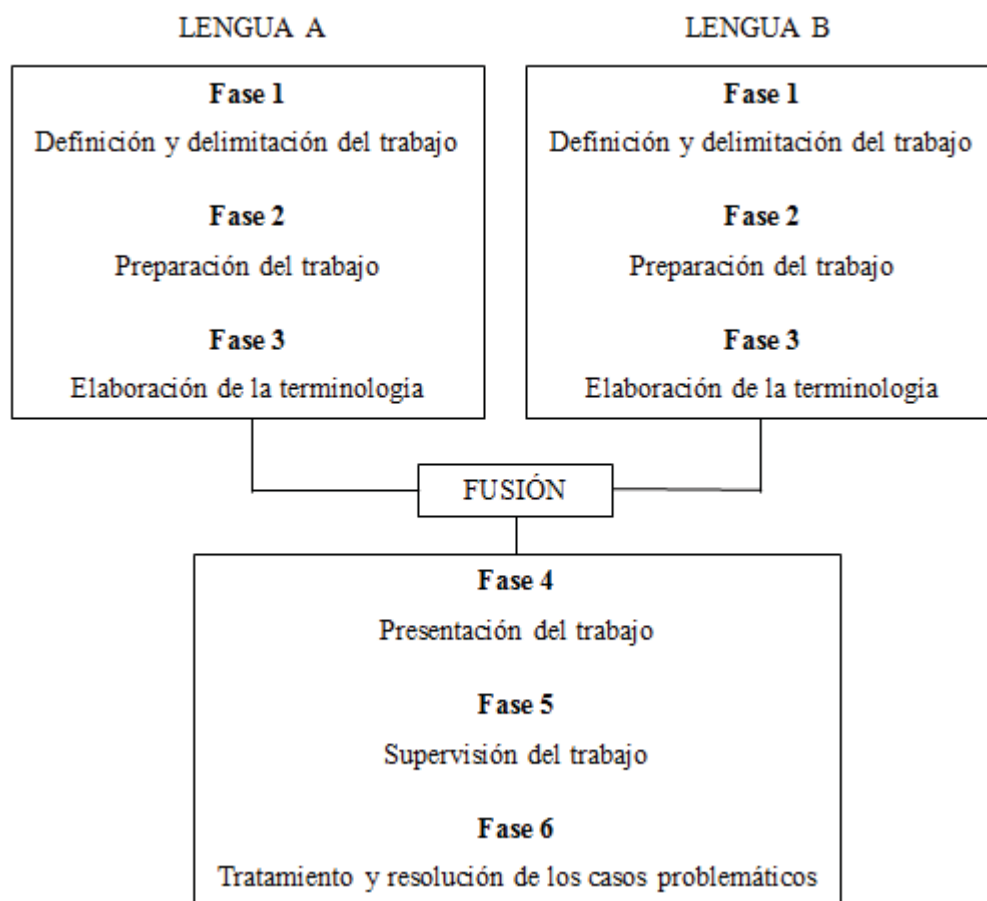 LENGUA A
LENGUA B
Fase 1
Definición y delimitación del trabajo
Fase 2
Preparación del trabajo
Fase 3
Elaboración de la terminologia
Fase 1
Definición y delimitación del trabajo
Fase 2
Preparación del trabajo
Fase 3
Elaboración de la terminologia
FUSIÓN
Fase 4
Presentación del trabajo
Fase 5
Supervisión del trabajo
Fase 6
Tratamiento y resolución de los casos problemáticos